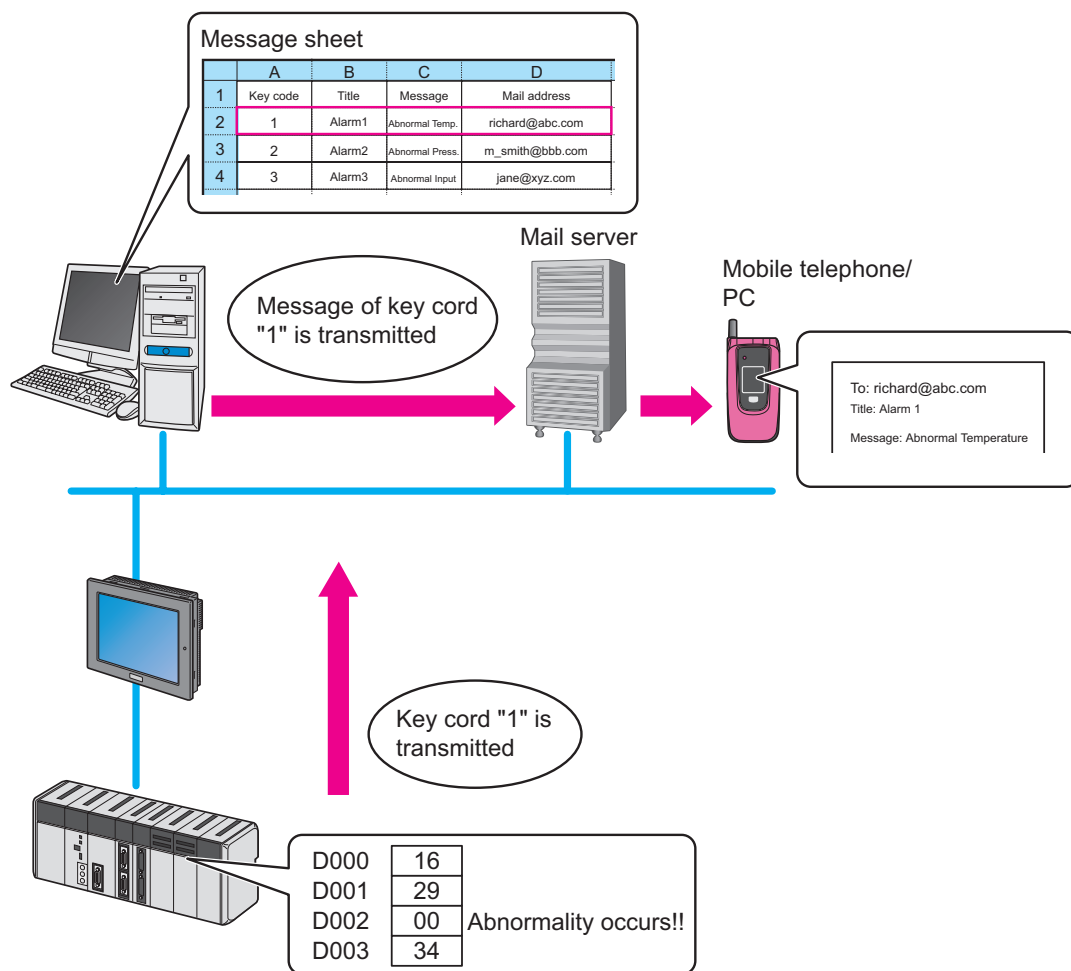 Message sheet
A B C D
1 Key code Title Message Mail address
2 1 Alarm1 Abnormal Temp. richard@abc.com
3 2 Alarm2 Abnormal Press. m_smith@bbb.com
4 3 Alarm3 Abnormal Input jane@xyz.com
Mail server
Mobile telephone/
PC
Message of key cord
"1" is transmitted
To: richard@abc.com
Title: Alarm 1
Message: Abnormal Temperature
Key cord "1" is
transmitted
D000 16
D001 29
D002 00 Abnormality occurs!!
D003 34